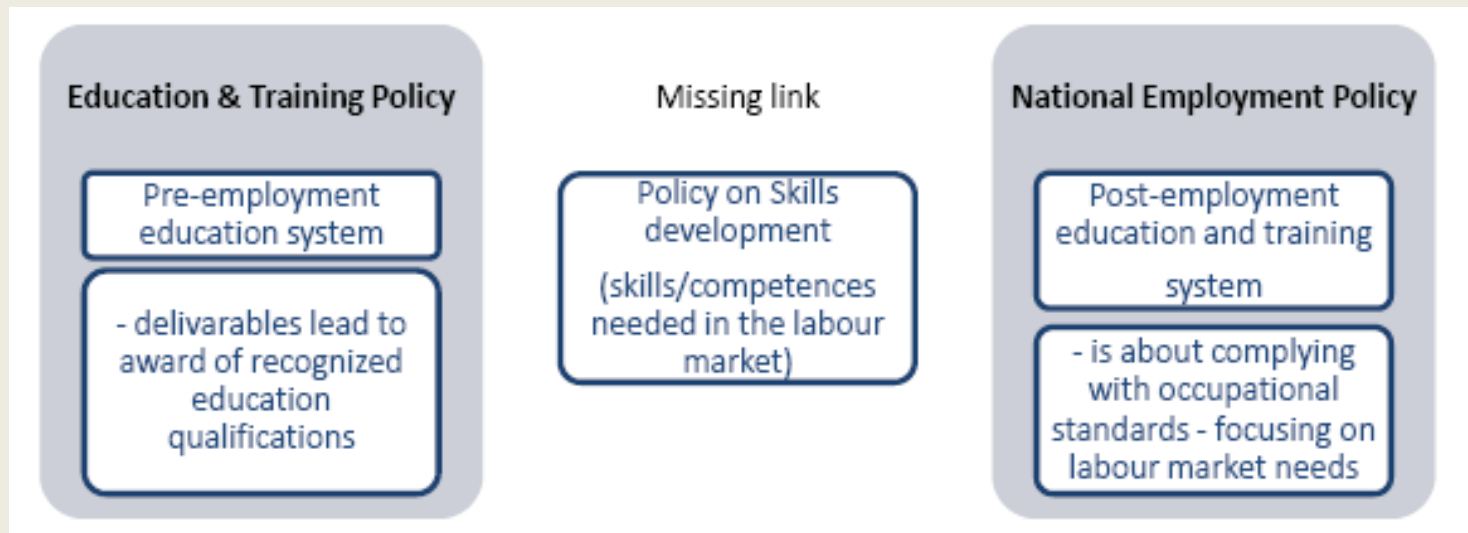 Education & Training Policy
Pre-employment
education system
- delivarables lead to
award of recognized
education
qualifications
Missing link
Policy on Skills
development
(skills/competences
needed in the labour
market)
National Employment Policy
Post-employment
education and training
system
- is about complying
with occupational
standards - focusing on
labour market needs